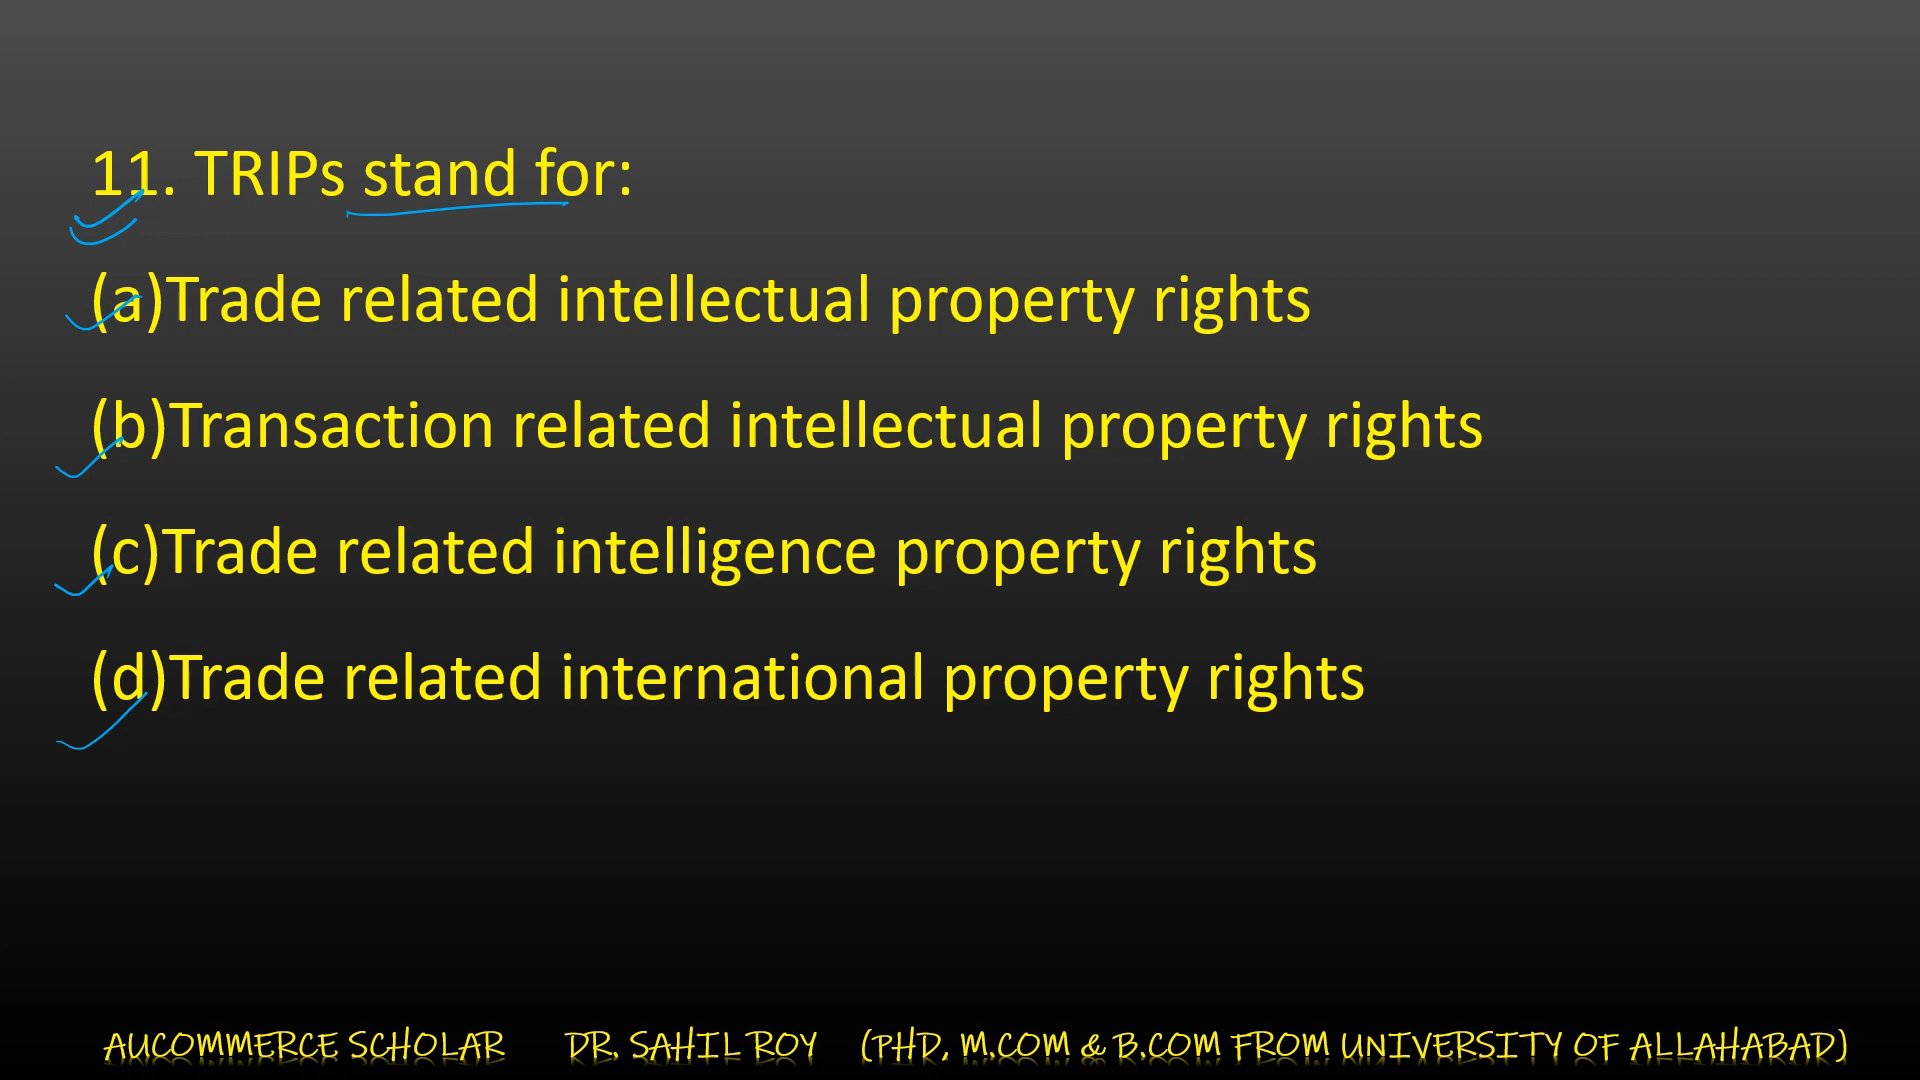 11. TRIPs stand for:
(a)Trade related intellectual property rights
(b)Transaction related intellectual property rights
(c)Trade related intelligence property rights
(d)Trade related international property rights
AUCOMMERCE SCHOLAR DR. SAHIL ROY (PHD, M.COM & B.COM FROM UNIVERSITY OF ALLAHABAD)